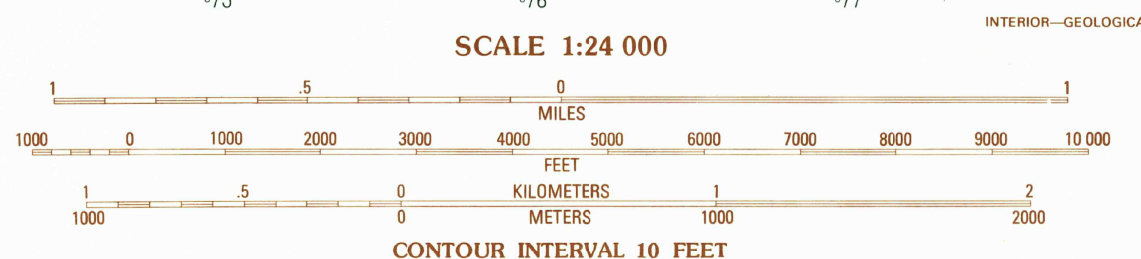 INTERIOR—GEOLOGICA
SCALE 1:24 000
1 .5 0 1
MILES
1000 0 1000 2000 3000 4000 5000 6000 7000 8000 9000 10 000
FEET
1 .5 0 KILOMETERS 1 2
1000 0 METERS 1000 2000
CONTOUR INTERVAL 10 FEET